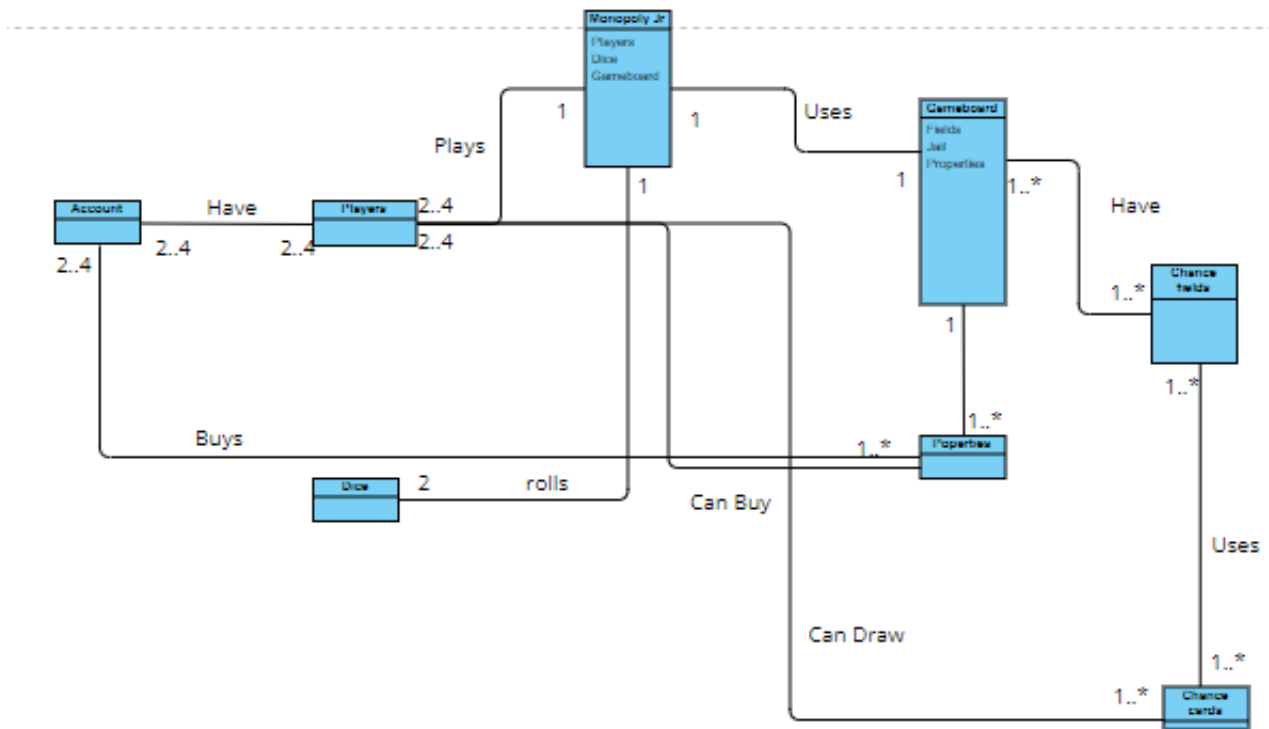 Monopoly Jr
Players
Dice
Gameboard
1
1
Uses
Gameboard
Fields
Jail
Properties
Plays
1
1
1..*
Have
Account
Have
Players
2..4
2..4
2..4
2..4
2..4
Chance
fields
1..*
1
1..*
1..*
Buys
1..*
Poperties
Dice
2
rolls
Can Buy
Uses
Can Draw
1..*
1..*
Chance
cards